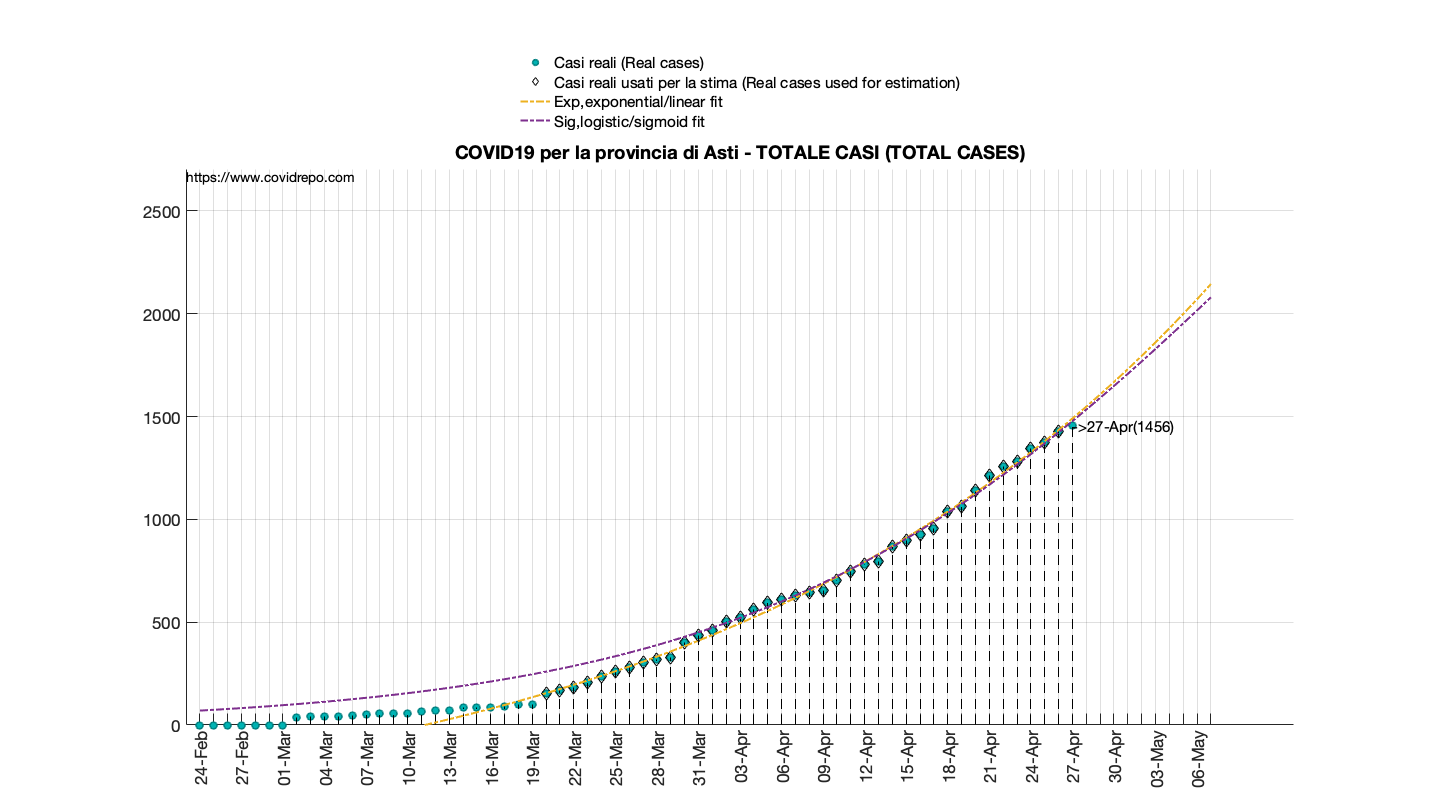 Casi reali (Real cases)
Casi reali usati per la stima (Real cases used for estimation)
Exp,exponential/linear fit
Sig,logistic/sigmoid fit
COVID19 per la provincia di Asti - TOTALE CASI (TOTAL CASES)
https://www.covidrepo.com
2500
2000
1500
1000
500
0
>27-Apr(1456)
24-Feb
27-Feb
01-Mar
04-Mar
07-Mar
10-Mar
13-Mar
16-Mar
19-Mar
22-Mar
25-Mar
28-Mar
31-Mar
03-Apr
06-Apr
09-Apr
12-Apr
15-Apr
18-Apr
21-Apr
24-Apr
27-Apr
30-Apr
03-May
06-May